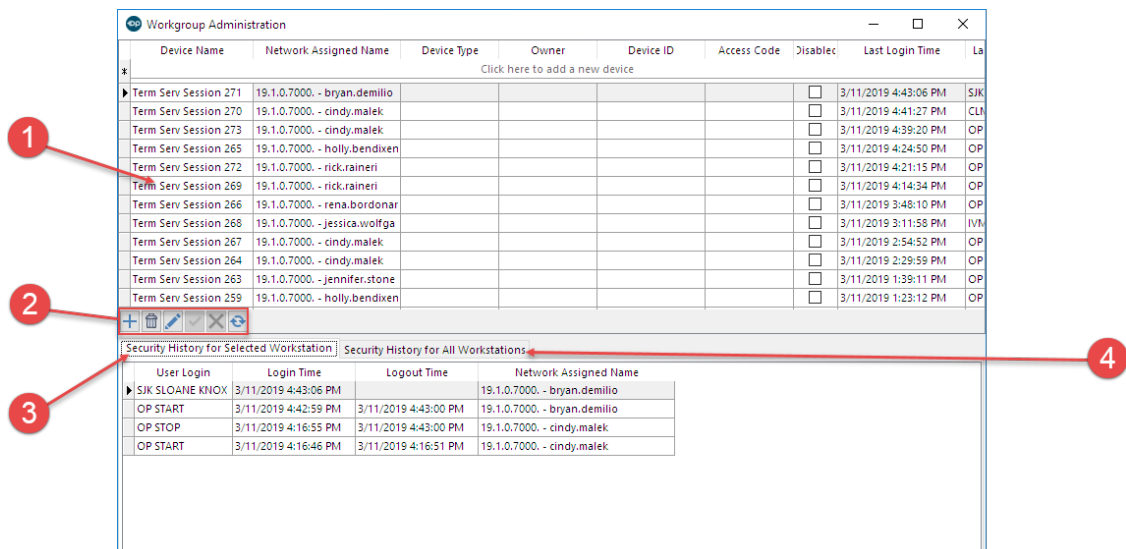 op Workgroup Administration
Device Name Network Assigned Name Device Type Owner Device ID Access Code Disabled Last Login Time La
Click here to add a new device
Term Serv Session 271 19.1.0.7000. - bryan.demilio 3/11/2019 4:43:06 PM SJK
Term Serv Session 270 19.1.0.7000. - cindy.malek 3/11/2019 4:41:27 PM CLM
Term Serv Session 273 19.1.0.7000. - cindy.malek 3/11/2019 4:39:20 PM OP
1
Term Serv Session 265 19.1.0.7000. - holly.bendixen 3/11/2019 4:24:50 PM OP
Term Serv Session 272 19.1.0.7000. - rick.raineri 3/11/2019 4:21:15 PM OP
Term Serv Session 269 19.1.0.7000. - rick.raineri 3/11/2019 4:14:34 PM OP
Term Serv Session 266 19.1.0.7000. - rena.bordonar 3/11/2019 3:48:10 PM OP
Term Serv Session 268 19.1.0.7000. - jessica.wolfga 3/11/2019 3:11:58 PM IVM
Term Serv Session 267 19.1.0.7000. - cindy.malek 3/11/2019 2:54:52 PM OP
Term Serv Session 264 19.1.0.7000. - cindy.malek 3/11/2019 2:29:59 PM OP
Term Serv Session 263 19.1.0.7000. - jennifer.stone 3/11/2019 1:39:11 PM OP
Term Serv Session 259 19.1.0.7000. - holly.bendixen 3/11/2019 1:23:12 PM OP
2
Security History for Selected Workstation Security History for All Workstations
4
User Login Login Time Logout Time Network Assigned Name
SJK SLOANE KNOX 3/11/2019 4:43:06 PM 19.1.0.7000. - bryan.demilio
3
OP START 3/11/2019 4:42:59 PM 3/11/2019 4:43:00 PM 19.1.0.7000. - bryan.demilio
OP STOP 3/11/2019 4:16:55 PM 3/11/2019 4:43:00 PM 19.1.0.7000. - cindy.malek
OP START 3/11/2019 4:16:46 PM 3/11/2019 4:16:51 PM 19.1.0.7000. - cindy.malek